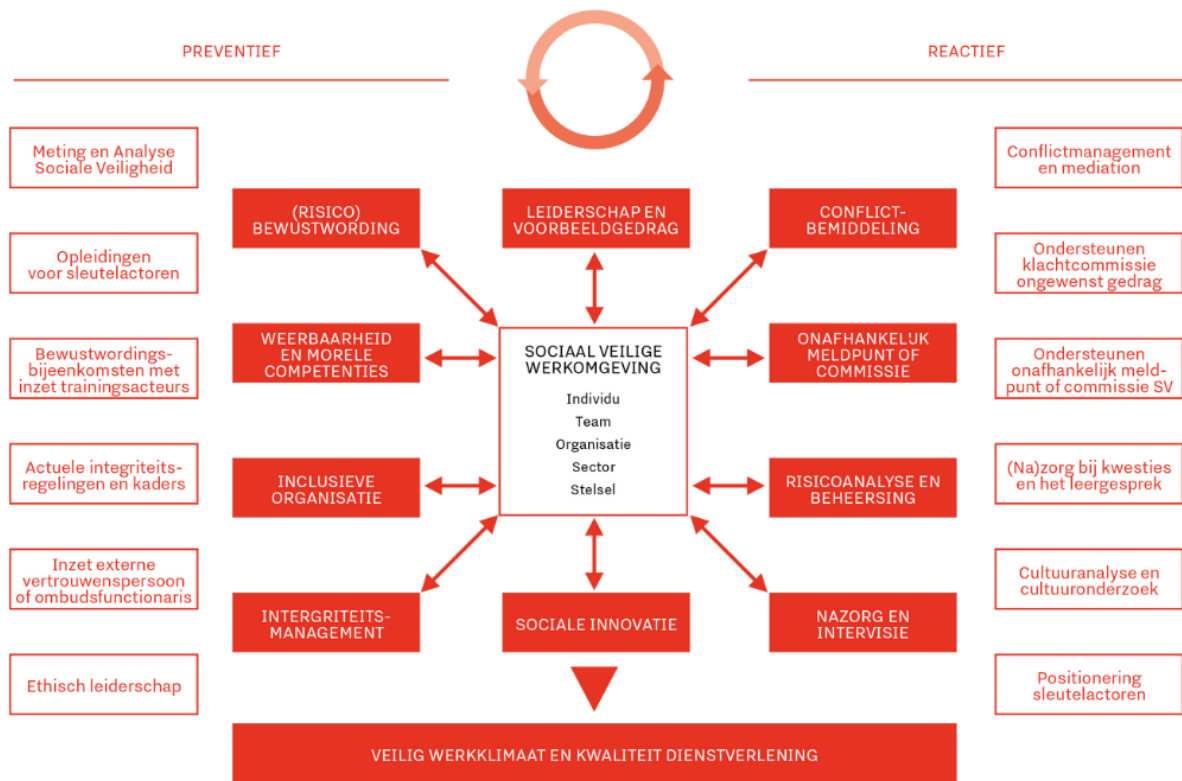 PREVENTIEF
REACTIEF
Meting en Analyse
Sociale Veiligheid
Opleidingen
voor sleutelactoren
Bewustwordings-
bijeenkomsten met
inzet trainingsacteurs
Actuele integriteits-
regelingen en kaders
Inzet externe
vertrouwenspersoon
of ombudsfunctionaris
Ethisch leiderschap
(RISICO)
BEWUSTWORDING
WEERBAARHEID
EN MORELE
COMPETENTIES
INCLUSIEVE
ORGANISATIE
INTERGRITEITS-
MANAGEMENT
LEIDERSCHAP EN
VOORBEELDGEDRAG
SOCIAAL VEILIGE
WERKOMGEVING
Individu
Team
Organisatie
Sector
Stelsel
SOCIALE INNOVATIE
CONFLICT-
BEMIDDELING
ONAFHANKELIJK
MELDPUNT OF
COMMISSIE
RISICOANALYSE EN
BEHEERSING
NAZORG EN
INTERVISIE
Conflictmanagement
en mediation
Ondersteunen
klachtcommissie
ongewenst gedrag
Ondersteunen
onafhankelijk meld-
punt of commissie SV
(Na)zorg bij kwesties
en het leergesprek
Cultuuranalyse en
cultuuronderzoek
Positionering
sleutelactoren
VEILIG WERKKLIMAAT EN KWALITEIT DIENSTVERLENING